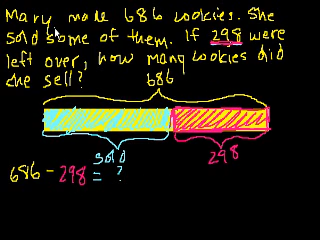 Mary made 686 cookies. She
sold some of them. If 298 were
left over, how many cookies did
she sell?
686
sold
298
686 - 298 = ?